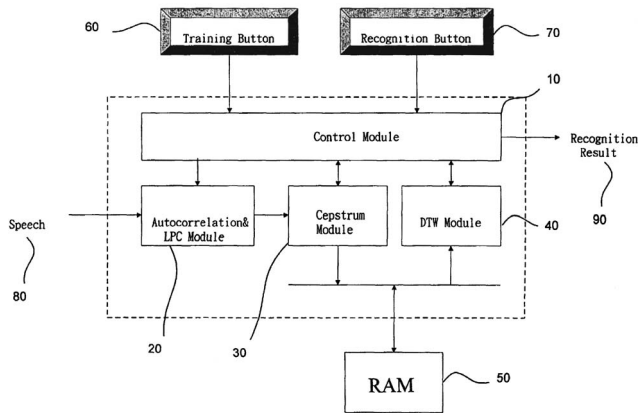 60
Training Button
Recognition Button
70
10
Control Module
Recognition
Result
90
Speech
80
Autocorrelation&
LPC Module
Cepstrum
Module
DTW Module
40
20
30
RAM
50